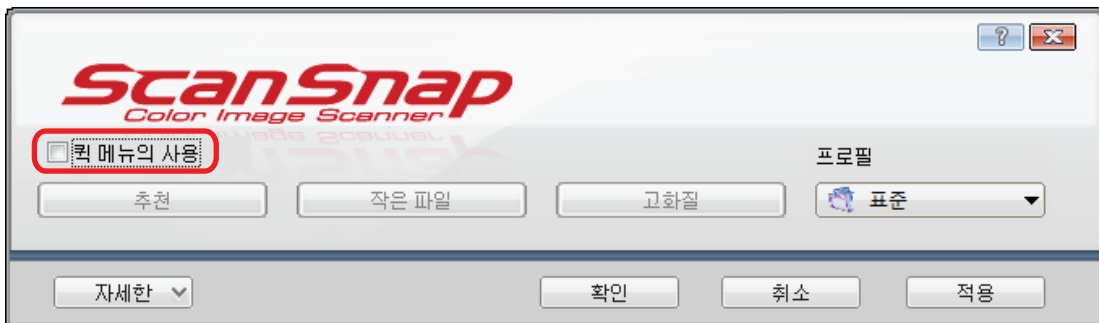 ScanSnap
Color Image Scanner
퀵 메뉴의 사용
프로필
추천 작은 파일 고화질 표준
자세한 확인 취소 적용